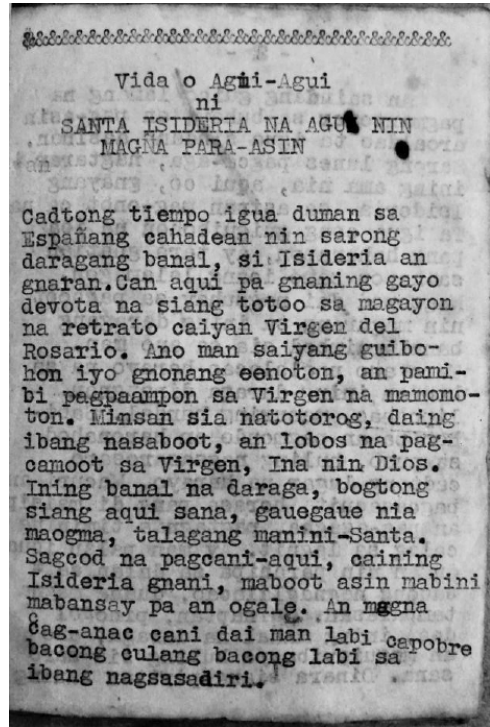 Vida o Agui-Agui
ni
SANTA ISIDERIA NA AGUM NIN
MAGNA PARA-ASIN
Cadtong tiempo igua duman sa
Españang cahadean nin sarong
daragang banal, si Isideria an
gnaran.Can aqui pa gnaning gayo
devota na siang totoo sa magayon
na retrato caiyan Virgen del
Rosario. Ano man saiyang guibo-
hon iyo gnonang eenoton, an pami-
bi pagpaampon sa Virgen na mamomo-
ton. Minsan sia natotorog, daing
ibang nasaboot, an lobos na pag-
camoot sa Virgen, Ina nin Dios.
Ining banal na daraga, bogtong
siang aqui sana, gauegaue nia
maogma, talagang manini-Santa.
Sagcod na pagcani-aqui, caining
Isideria gnani, maboot asin mabini
mabansay pa an ogale. An magna
cag-anac cani dai man labi capobre
bacong culang bacong labi sa
ibang nagsasadiri.